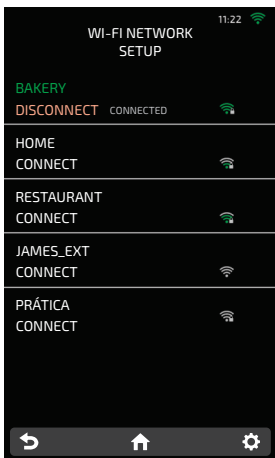 11:22
WI-FI NETWORK
SETUP
BAKERY
DISCONNECT CONNECTED
HOME
CONNECT
RESTAURANT
CONNECT
JAMES_EXT
CONNECT
PRÁTICA
CONNECT